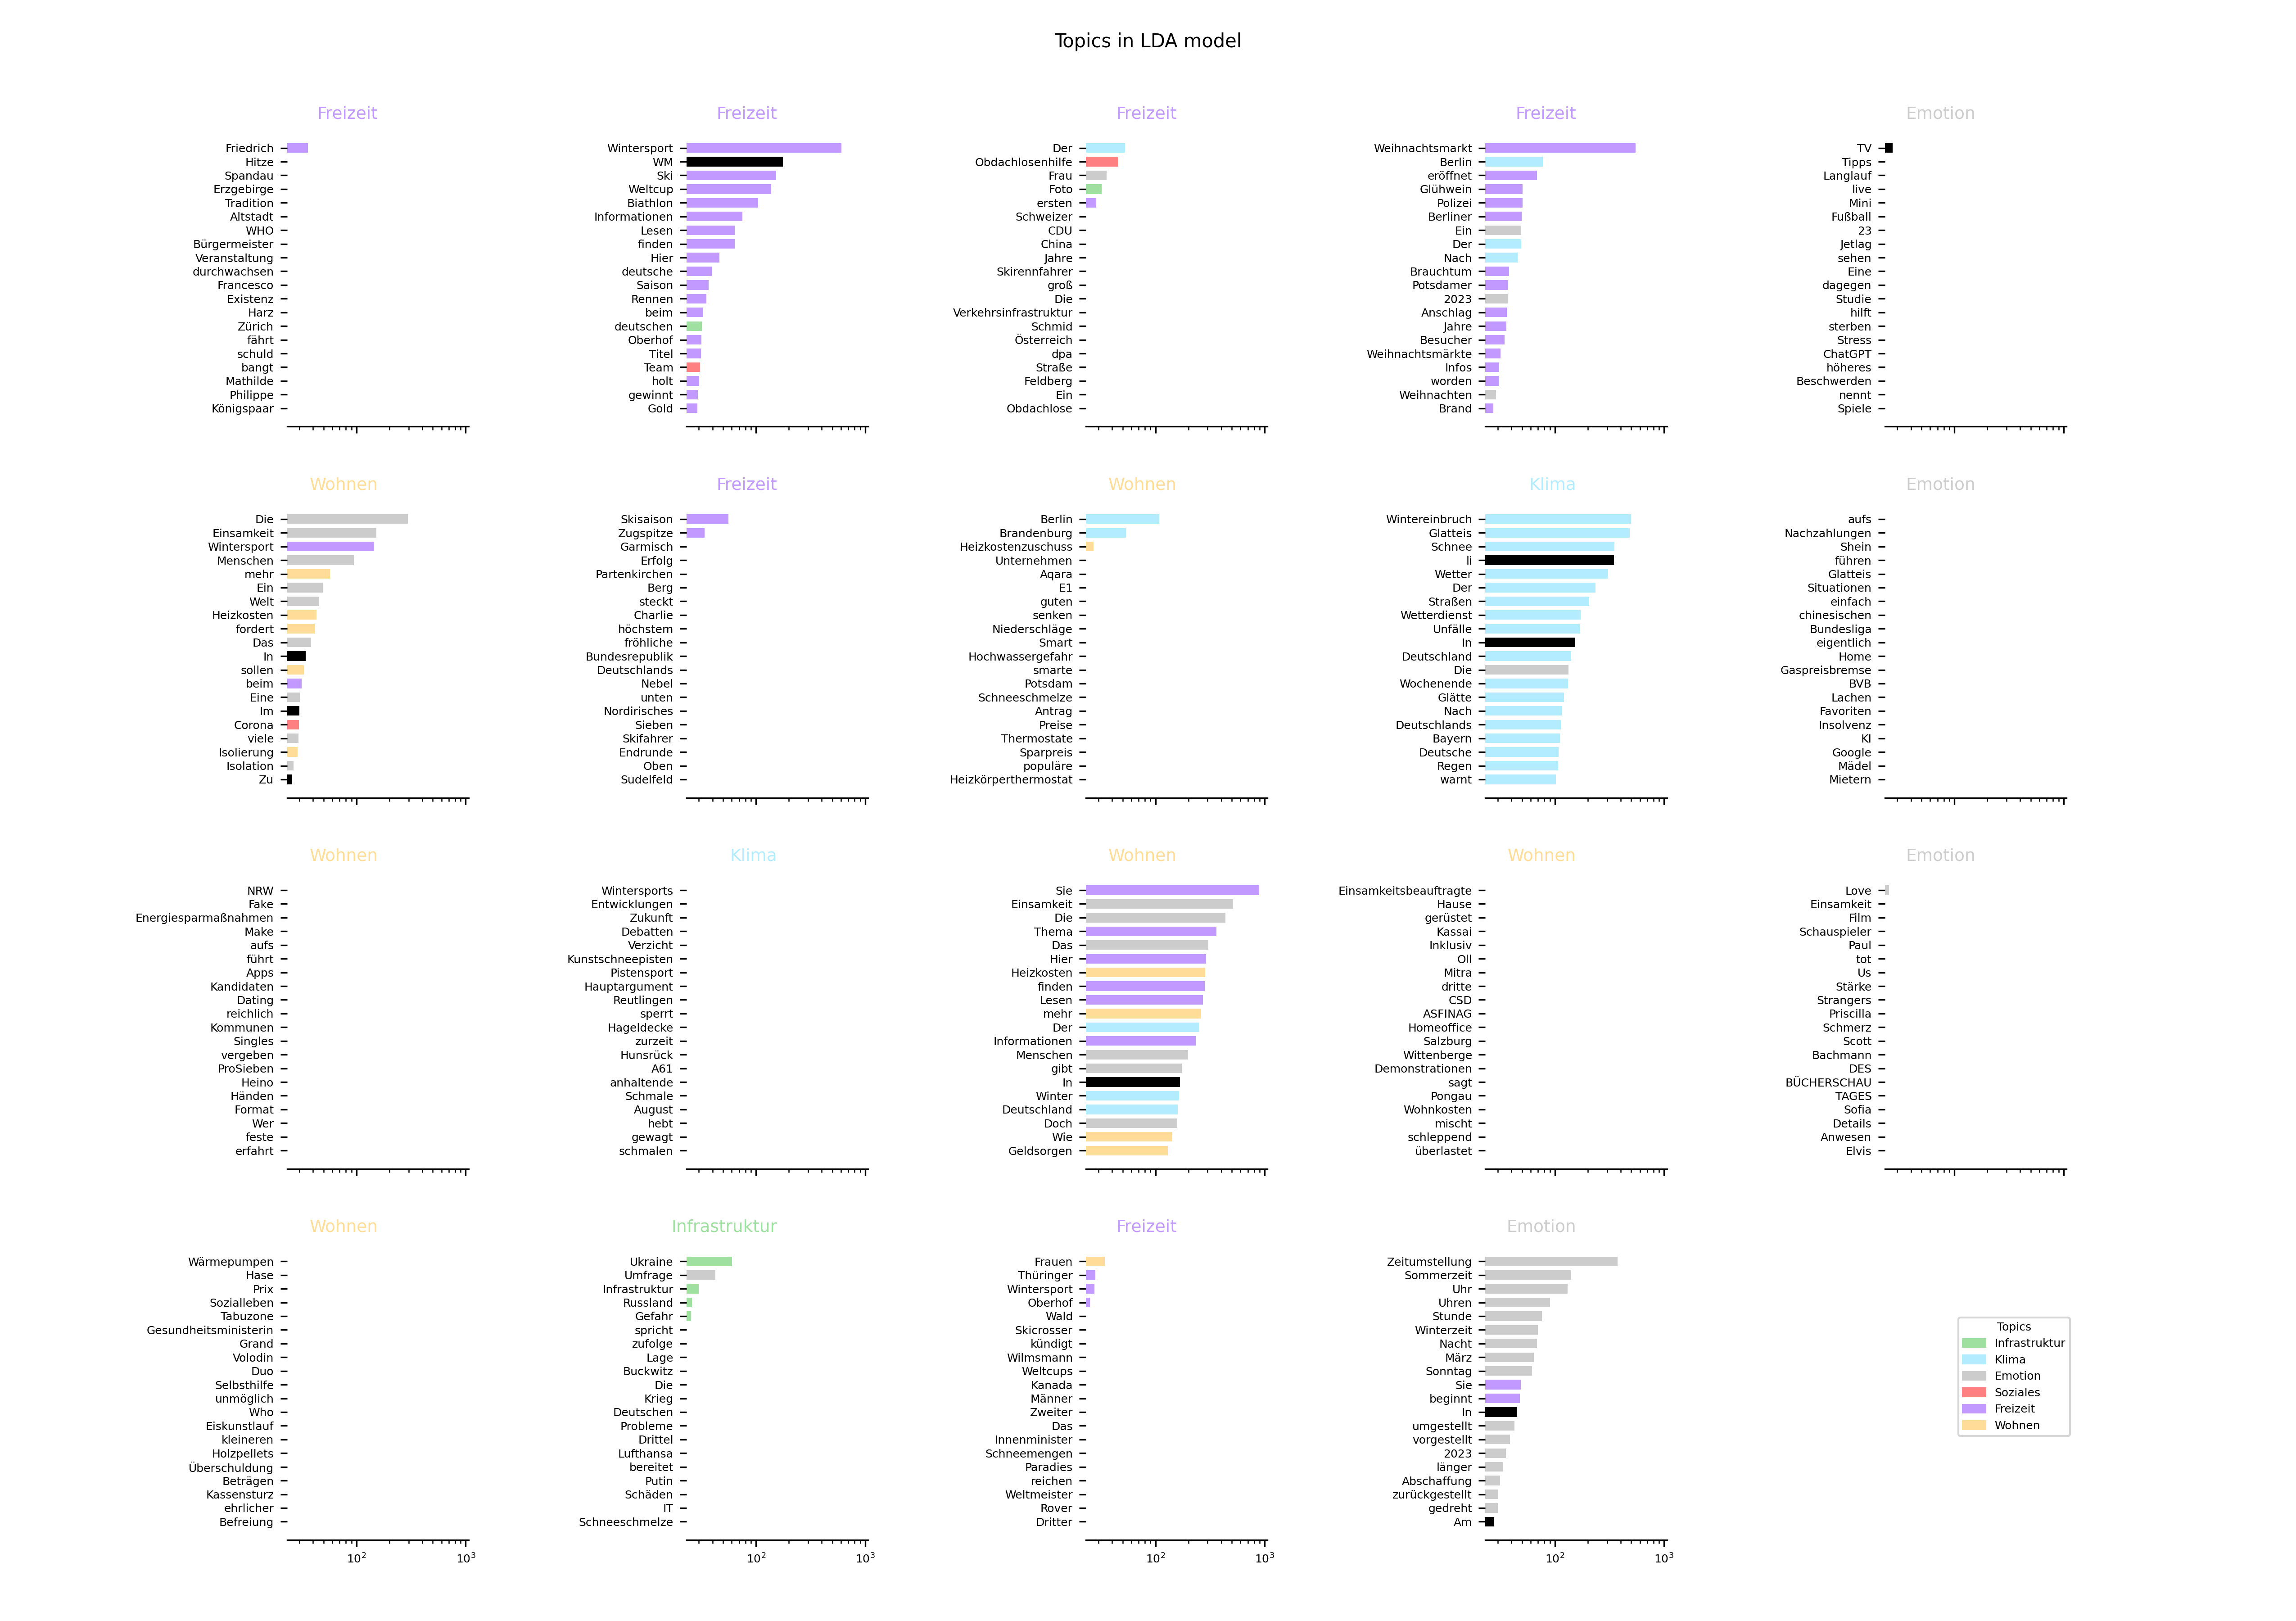 Topics in LDA model
Freizeit
Friedrich
Hitze
Spandau
Erzgebirge
Tradition
Altstadt
WHO
Bürgermeister
Veranstaltung
durchwachsen
Francesco
Existenz
Harz
Zürich
fährt
schuld
bangt
Mathilde
Philippe
Königspaar
Freizeit
Wintersport
WM
Ski
Weltcup
Biathlon
Informationen
Lesen
finden
Hier
deutsche
Saison
Rennen
beim
deutschen
Oberhof
Titel
Team
holt
gewinnt
Gold
Freizeit
Der
Obdachlosenhilfe
Frau
Foto
ersten
Schweizer
CDU
China
Jahre
Skirennfahrer
groß
Die
Verkehrsinfrastruktur
Schmid
Österreich
dpa
Straße
Feldberg
Ein
Obdachlose
Freizeit
Weihnachtsmarkt
Berlin
eröffnet
Glühwein
Polizei
Berliner
Ein
Der
Nach
Brauchtum
Potsdamer
2023
Anschlag
Jahre
Besucher
Weihnachtsmärkte
Infos
worden
Weihnachten
Brand
Emotion
TV
Tipps
Langlauf
live
Mini
Fußball
23
Jetlag
sehen
Eine
dagegen
Studie
hilft
sterben
Stress
ChatGPT
höheres
Beschwerden
nennt
Spiele
Wohnen
Die
Einsamkeit
Wintersport
Menschen
mehr
Ein
Welt
Heizkosten
fordert
Das
In
sollen
beim
Eine
Im
Corona
viele
Isolierung
Isolation
Zu
Freizeit
Skisaison
Zugspitze
Garmisch
Erfolg
Partenkirchen
Berg
steckt
Charlie
höchstem
fröhliche
Bundesrepublik
Deutschlands
Nebel
unten
Nordirisches
Sieben
Skifahrer
Endrunde
Oben
Sudelfeld
Wohnen
Berlin
Brandenburg
Heizkostenzuschuss
Unternehmen
Aqara
E1
guten
senken
Niederschläge
Smart
Hochwassergefahr
smarte
Potsdam
Schneeschmelze
Antrag
Preise
Thermostate
Sparpreis
populäre
Heizkörperthermostat
Klima
Wintereinbruch
Glatteis
Schnee
li
Wetter
Der
Straßen
Wetterdienst
Unfälle
In
Deutschland
Die
Wochenende
Glätte
Nach
Deutschlands
Bayern
Deutsche
Regen
warnt
Emotion
aufs
Nachzahlungen
Shein
führen
Glatteis
Situationen
einfach
chinesischen
Bundesliga
eigentlich
Home
Gaspreisbremse
BVB
Lachen
Favoriten
Insolvenz
KI
Google
Mädel
Mietern
Wohnen
NRW
Fake
Energiesparmaßnahmen
Make
aufs
führt
Apps
Kandidaten
Dating
reichlich
Kommunen
Singles
vergeben
ProSieben
Heino
Händen
Format
Wer
feste
erfahrt
Klima
Wintersports
Entwicklungen
Zukunft
Debatten
Verzicht
Kunstschneepisten
Pistensport
Hauptargument
Reutlingen
sperrt
Hageldecke
zurzeit
Hunsrück
A61
anhaltende
Schmale
August
hebt
gewagt
schmalen
Wohnen
Sie
Einsamkeit
Die
Thema
Das
Hier
Heizkosten
finden
Lesen
mehr
Der
Informationen
Menschen
gibt
In
Winter
Deutschland
Doch
Wie
Geldsorgen
Wohnen
Einsamkeitsbeauftragte
Hause
gerüstet
Kassai
Inklusiv
Oll
Mitra
dritte
CSD
ASFINAG
Homeoffice
Salzburg
Wittenberge
Demonstrationen
sagt
Pongau
Wohnkosten
mischt
schleppend
überlastet
Emotion
Love
Einsamkeit
Film
Schauspieler
Paul
tot
Us
Stärke
Strangers
Priscilla
Schmerz
Scott
Bachmann
DES
BÜCHERSCHAU
TAGES
Sofia
Details
Anwesen
Elvis
Wohnen
Wärmepumpen
Hase
Prix
Sozialleben
Tabuzone
Gesundheitsministerin
Grand
Volodin
Duo
Selbsthilfe
unmöglich
Who
Eiskunstlauf
kleineren
Holzpellets
Überschuldung
Beträgen
Kassensturz
ehrlicher
Befreiung
10²
10³
Infrastruktur
Ukraine
Umfrage
Infrastruktur
Russland
Gefahr
spricht
zufolge
Lage
Buckwitz
Die
Krieg
Deutschen
Probleme
Drittel
Lufthansa
bereitet
Putin
Schäden
IT
Schneeschmelze
10²
10³
Freizeit
Frauen
Thüringer
Wintersport
Oberhof
Wald
Skicrosser
kündigt
Wilmsmann
Weltcups
Kanada
Männer
Zweiter
Das
Innenminister
Schneemengen
Paradies
reichen
Weltmeister
Rover
Dritter
10²
10³
Emotion
Zeitumstellung
Sommerzeit
Uhr
Uhren
Stunde
Winterzeit
Nacht
März
Sonntag
Sie
beginnt
In
umgestellt
vorgestellt
2023
länger
Abschaffung
zurückgestellt
gedreht
Am
10²
10³
Topics
Infrastruktur
Klima
Emotion
Soziales
Freizeit
Wohnen